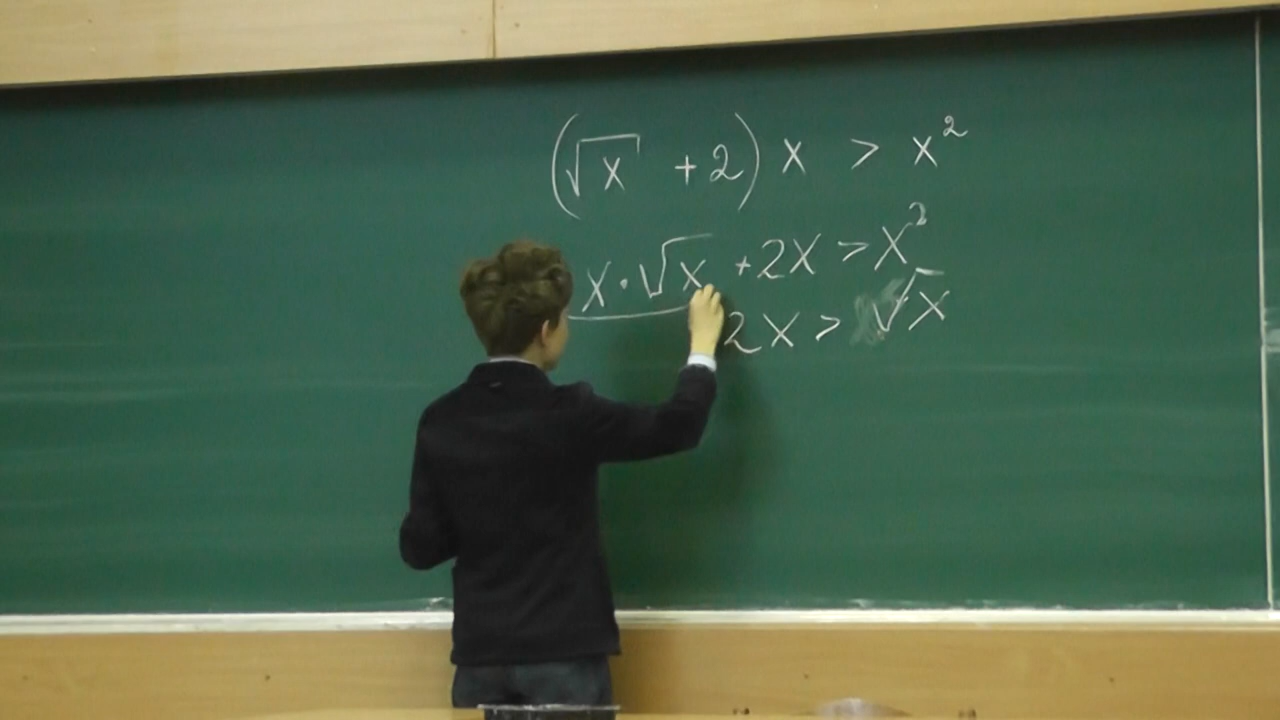 (√x + 2) x > x²
x·√x + 2x > x²
2x > √x